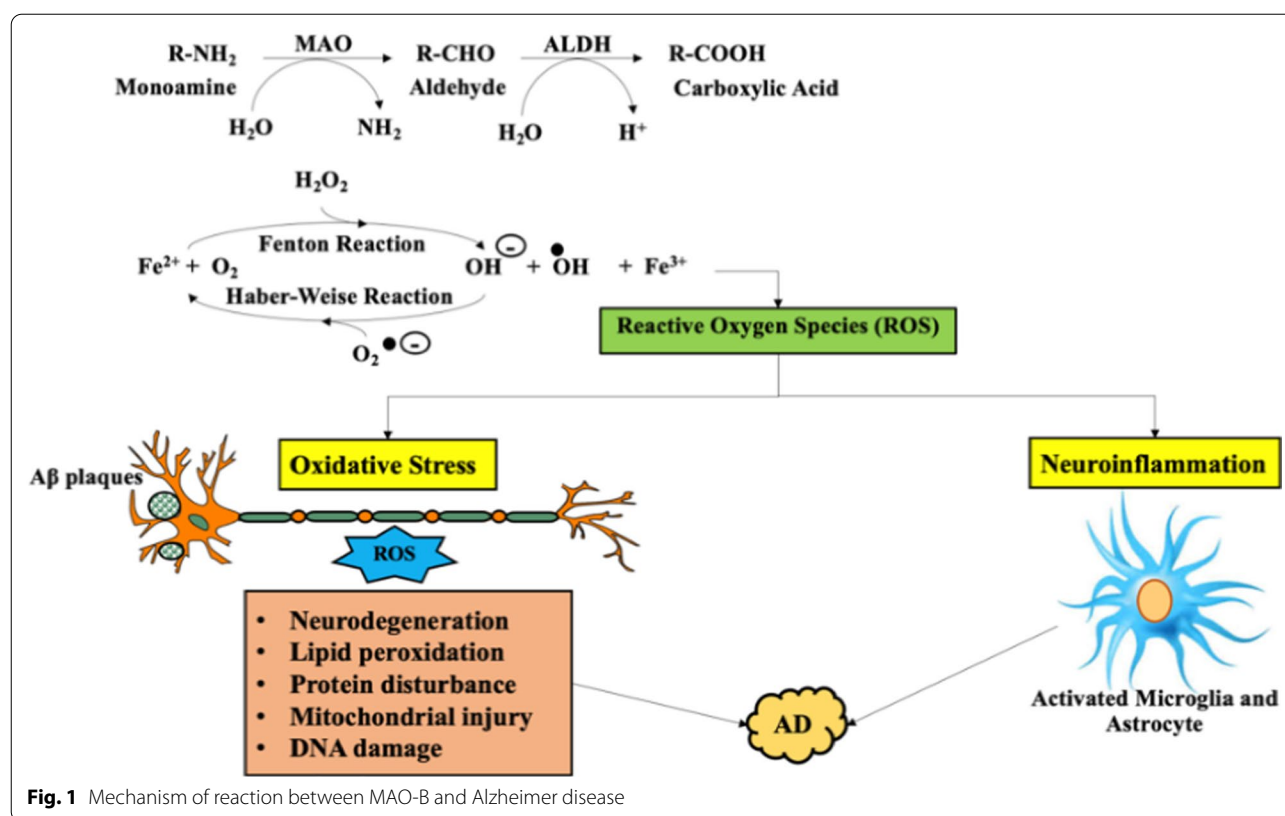 MAO
ALDH
R-NH₂
R-CHO
R-COOH
Monoamine
Aldehyde
Carboxylic Acid
H₂O
NH₂
H₂O
H⁺
H₂O₂
Fenton Reaction
Fe²⁺ + O₂
OH⊖ + •OH + Fe³⁺
Haber-Weise Reaction
O₂•⊖
Reactive Oxygen Species (ROS)
Aβ plaques
Oxidative Stress
Neuroinflammation
ROS
• Neurodegeneration
• Lipid peroxidation
• Protein disturbance
• Mitochondrial injury
• DNA damage
AD
Activated Microglia and
Astrocyte
Fig. 1 Mechanism of reaction between MAO-B and Alzheimer disease